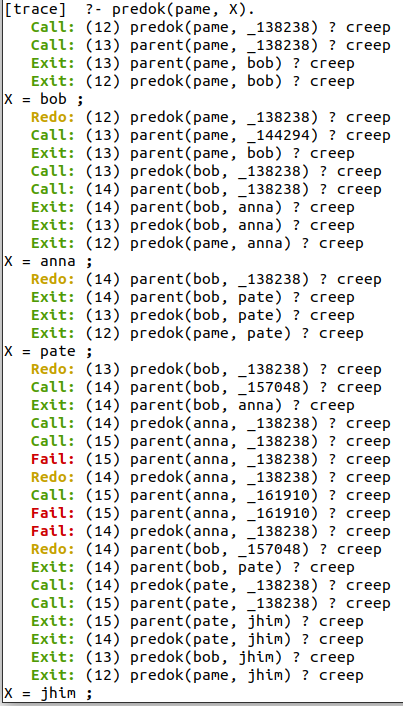 [trace]  ?- predok(pame, X).
   Call: (12) predok(pame, _138238) ? creep
   Call: (13) parent(pame, _138238) ? creep
   Exit: (13) parent(pame, bob) ? creep
   Exit: (12) predok(pame, bob) ? creep
X = bob ;
   Redo: (12) predok(pame, _138238) ? creep
   Call: (13) parent(pame, _144294) ? creep
   Exit: (13) parent(pame, bob) ? creep
   Call: (13) predok(bob, _138238) ? creep
   Call: (14) parent(bob, _138238) ? creep
   Exit: (14) parent(bob, anna) ? creep
   Exit: (13) predok(bob, anna) ? creep
   Exit: (12) predok(pame, anna) ? creep
X = anna ;
   Redo: (14) parent(bob, _138238) ? creep
   Exit: (14) parent(bob, pate) ? creep
   Exit: (13) predok(bob, pate) ? creep
   Exit: (12) predok(pame, pate) ? creep
X = pate ;
   Redo: (13) predok(bob, _138238) ? creep
   Call: (14) parent(bob, _157048) ? creep
   Exit: (14) parent(bob, anna) ? creep
   Call: (14) predok(anna, _138238) ? creep
   Call: (15) parent(anna, _138238) ? creep
   Fail: (15) parent(anna, _138238) ? creep
   Redo: (14) predok(anna, _138238) ? creep
   Call: (15) parent(anna, _161910) ? creep
   Fail: (15) parent(anna, _161910) ? creep
   Fail: (14) predok(anna, _138238) ? creep
   Redo: (14) parent(bob, _157048) ? creep
   Exit: (14) parent(bob, pate) ? creep
   Call: (14) predok(pate, _138238) ? creep
   Call: (15) parent(pate, _138238) ? creep
   Exit: (15) parent(pate, jhim) ? creep
   Exit: (14) predok(pate, jhim) ? creep
   Exit: (13) predok(bob, jhim) ? creep
   Exit: (12) predok(pame, jhim) ? creep
X = jhim ;